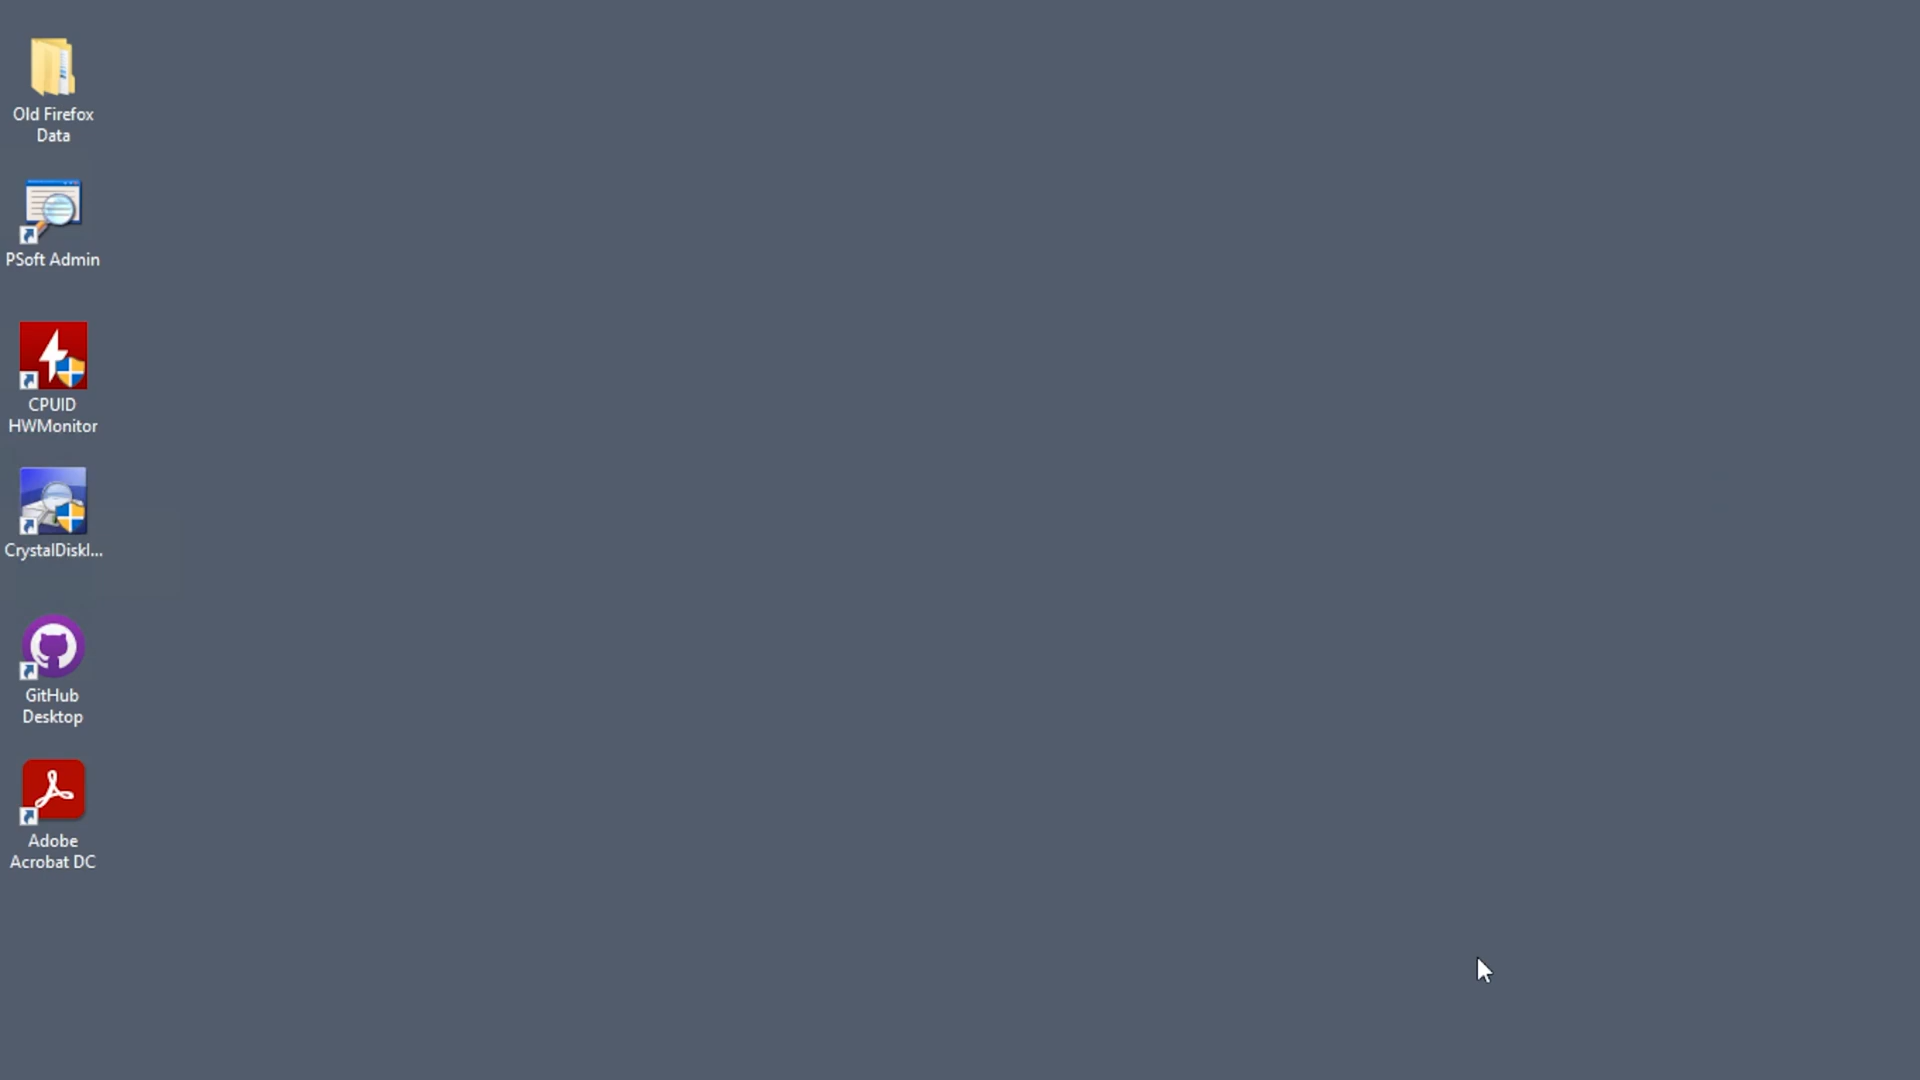 Old Firefox
Data
PSoft Admin
CPUID
HWMonitor
CrystalDiskI...
GitHub
Desktop
Adobe
Acrobat DC